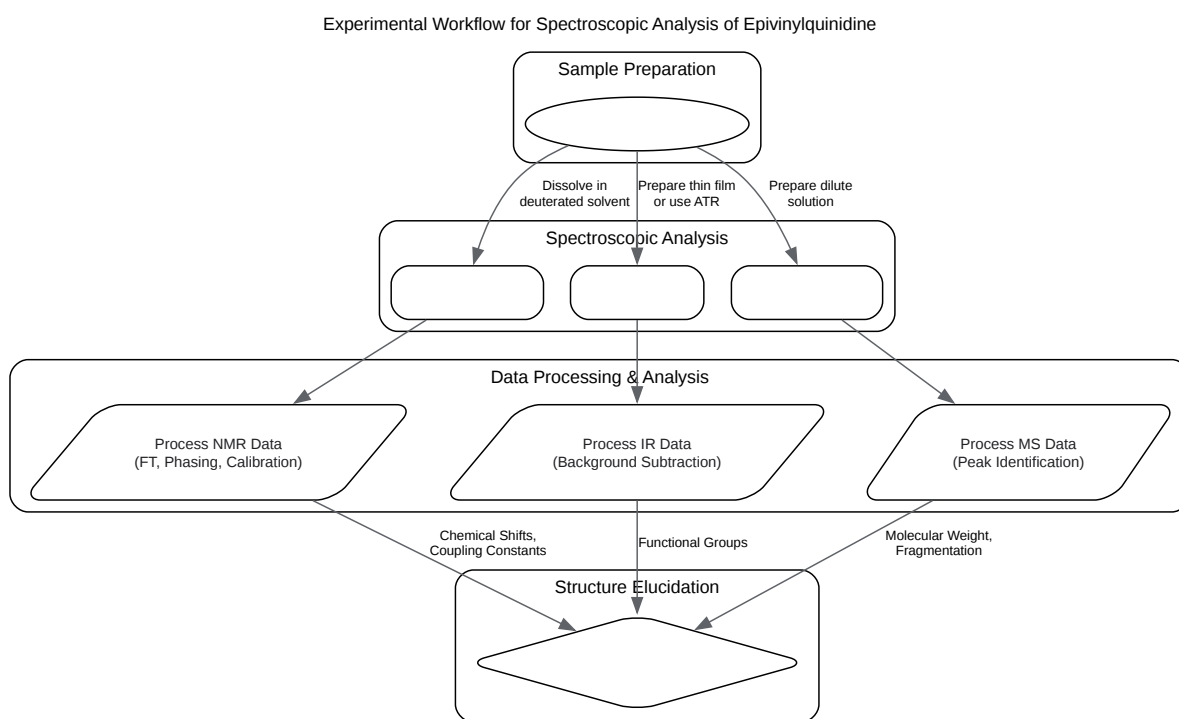 Experimental Workflow for Spectroscopic Analysis of Epivinylquinidine
Sample Preparation
Dissolve in
deuterated solvent
Prepare thin film
or use ATR
Prepare dilute
solution
Spectroscopic Analysis
Data Processing & Analysis
Process NMR Data
(FT, Phasing, Calibration)
Process IR Data
(Background Subtraction)
Process MS Data
(Peak Identification)
Chemical Shifts,
Coupling Constants
Functional Groups
Molecular Weight,
Fragmentation
Structure Elucidation